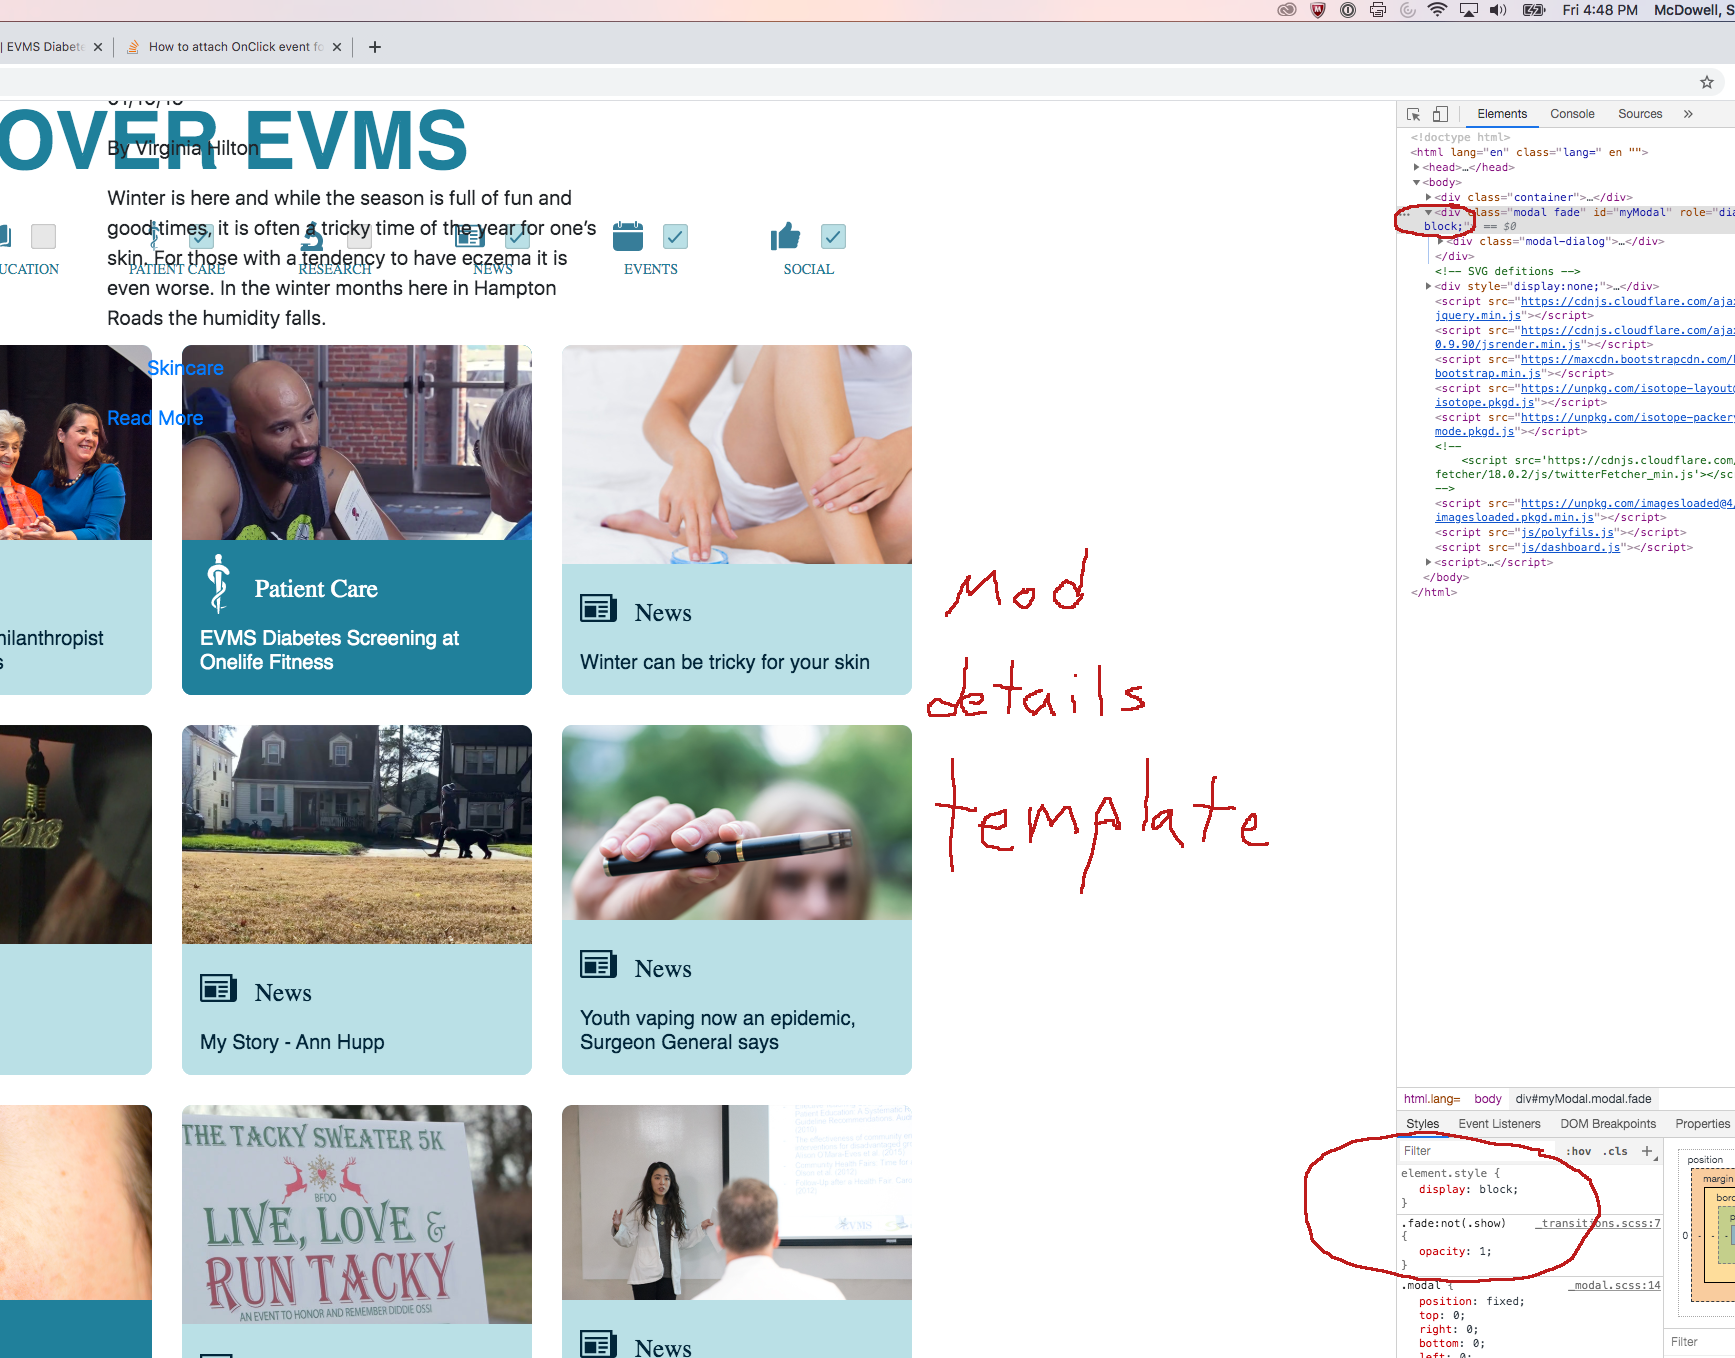 Fri 4:48 PM McDowell, S
| EVMS Diabete
How to attach OnClick event fo
OVER EVMS
By Virginia Hilton
Winter is here and while the season is full of fun and
good times, it is often a tricky time of the year for one's
skin. For those with a tendency to have eczema it is
even worse. In the winter months here in Hampton
Roads the humidity falls.
UCATION
PATIENT CARE
RESEARCH
NEWS
EVENTS
SOCIAL
Skincare
Read More
hilanthropist
s
Patient Care
EVMS Diabetes Screening at
Onelife Fitness
News
Winter can be tricky for your skin
Mod
details
template
2018
News
My Story - Ann Hupp
News
Youth vaping now an epidemic,
Surgeon General says
THE TACKY SWEATER 5K
BFDO
LIVE, LOVE &
RUN TACKY
AN EVENT TO HONOR AND REMEMBER DIDDIE OSSI
EVMS
News
Elements Console Sources »
<!doctype html>
<html lang="en" class="lang=" en "">
<head>…</head>
<body>
<div class="container">…</div>
… <div class="modal fade" id="myModal" role="dia
block;" == $0
<div class="modal-dialog">…</div>
</div>
<!-- SVG defitions -->
<div style="display:none;">…</div>
<script src="https://cdnjs.cloudflare.com/ajax
jquery.min.js"></script>
<script src="https://cdnjs.cloudflare.com/ajax
0.9.90/jsrender.min.js"></script>
<script src="https://maxcdn.bootstrapcdn.com/b
bootstrap.min.js"></script>
<script src="https://unpkg.com/isotope-layout@
isotope.pkgd.js"></script>
<script src="https://unpkg.com/isotope-packery
mode.pkgd.js"></script>
<!--
<script src='https://cdnjs.cloudflare.com/
fetcher/18.0.2/js/twitterFetcher_min.js'></sc
-->
<script src="https://unpkg.com/imagesloaded@4/
imagesloaded.pkgd.min.js"></script>
<script src="js/polyfils.js"></script>
<script src="js/dashboard.js"></script>
<script>…</script>
</body>
</html>
html.lang= body div#myModal.modal.fade
Styles Event Listeners DOM Breakpoints Properties
Filter :hov .cls +
element.style {
display: block;
}
.fade:not(.show) _transitions.scss:7
{
opacity: 1;
}
.modal { _modal.scss:14
position: fixed;
top: 0;
right: 0;
bottom: 0;
left: 0;
position
margin
bord
p
0 - -
Filter